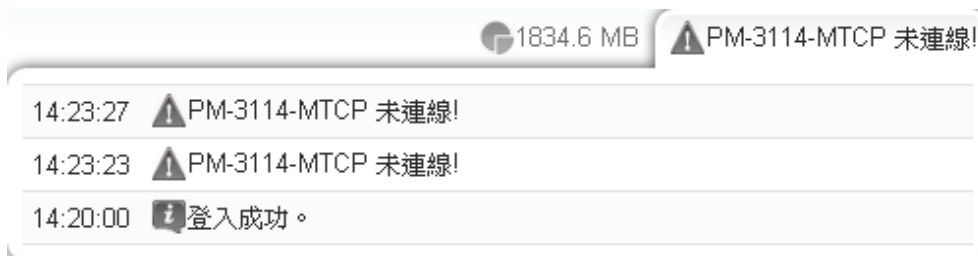 1834.6 MB PM-3114-MTCP 未連線!
14:23:27 PM-3114-MTCP 未連線!
14:23:23 PM-3114-MTCP 未連線!
14:20:00 登入成功。